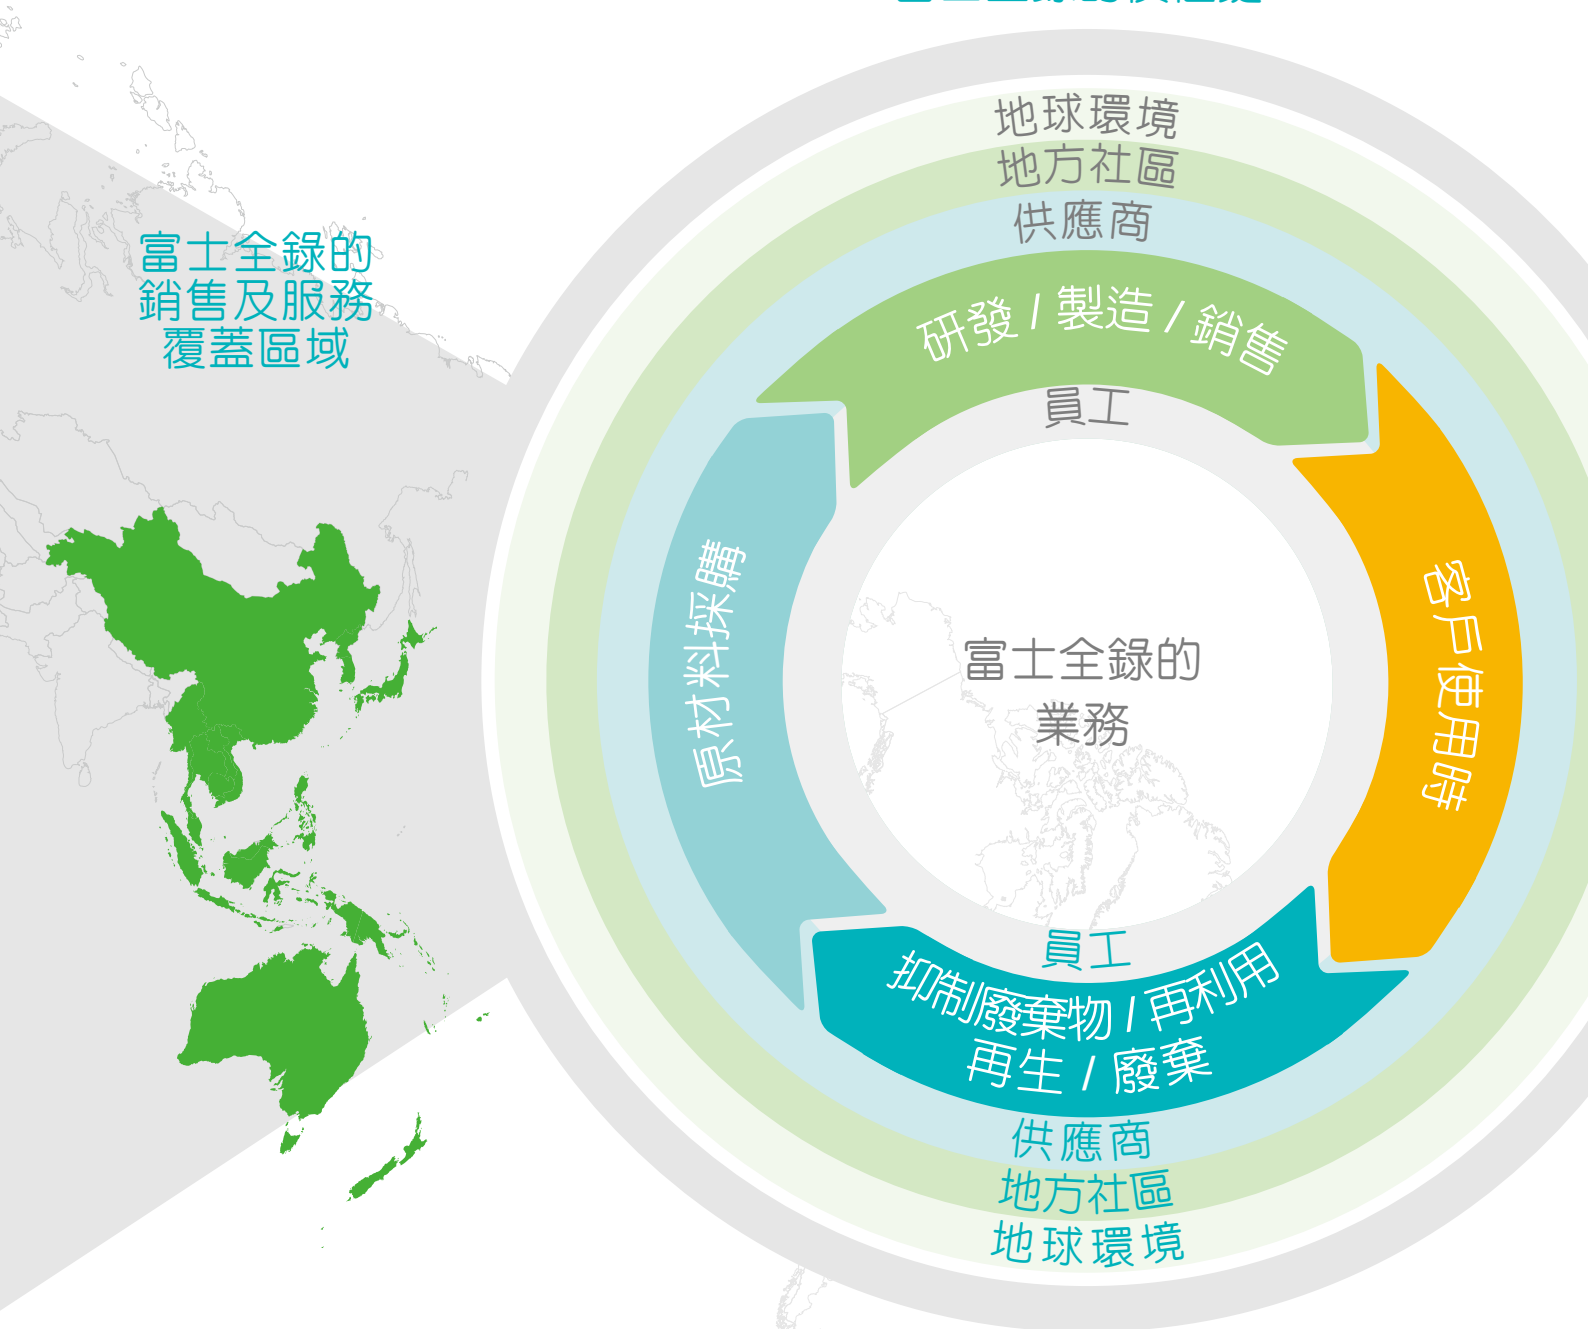 地球環境
地方社區
供應商
富士全錄的
銷售及服務
覆蓋區域
研發 / 製造 / 銷售
員工
原材料採購
客戶使用時
富士全錄的
業務
員工
抑制廢棄物 / 再利用
再生 / 廢棄
供應商
地方社區
地球環境